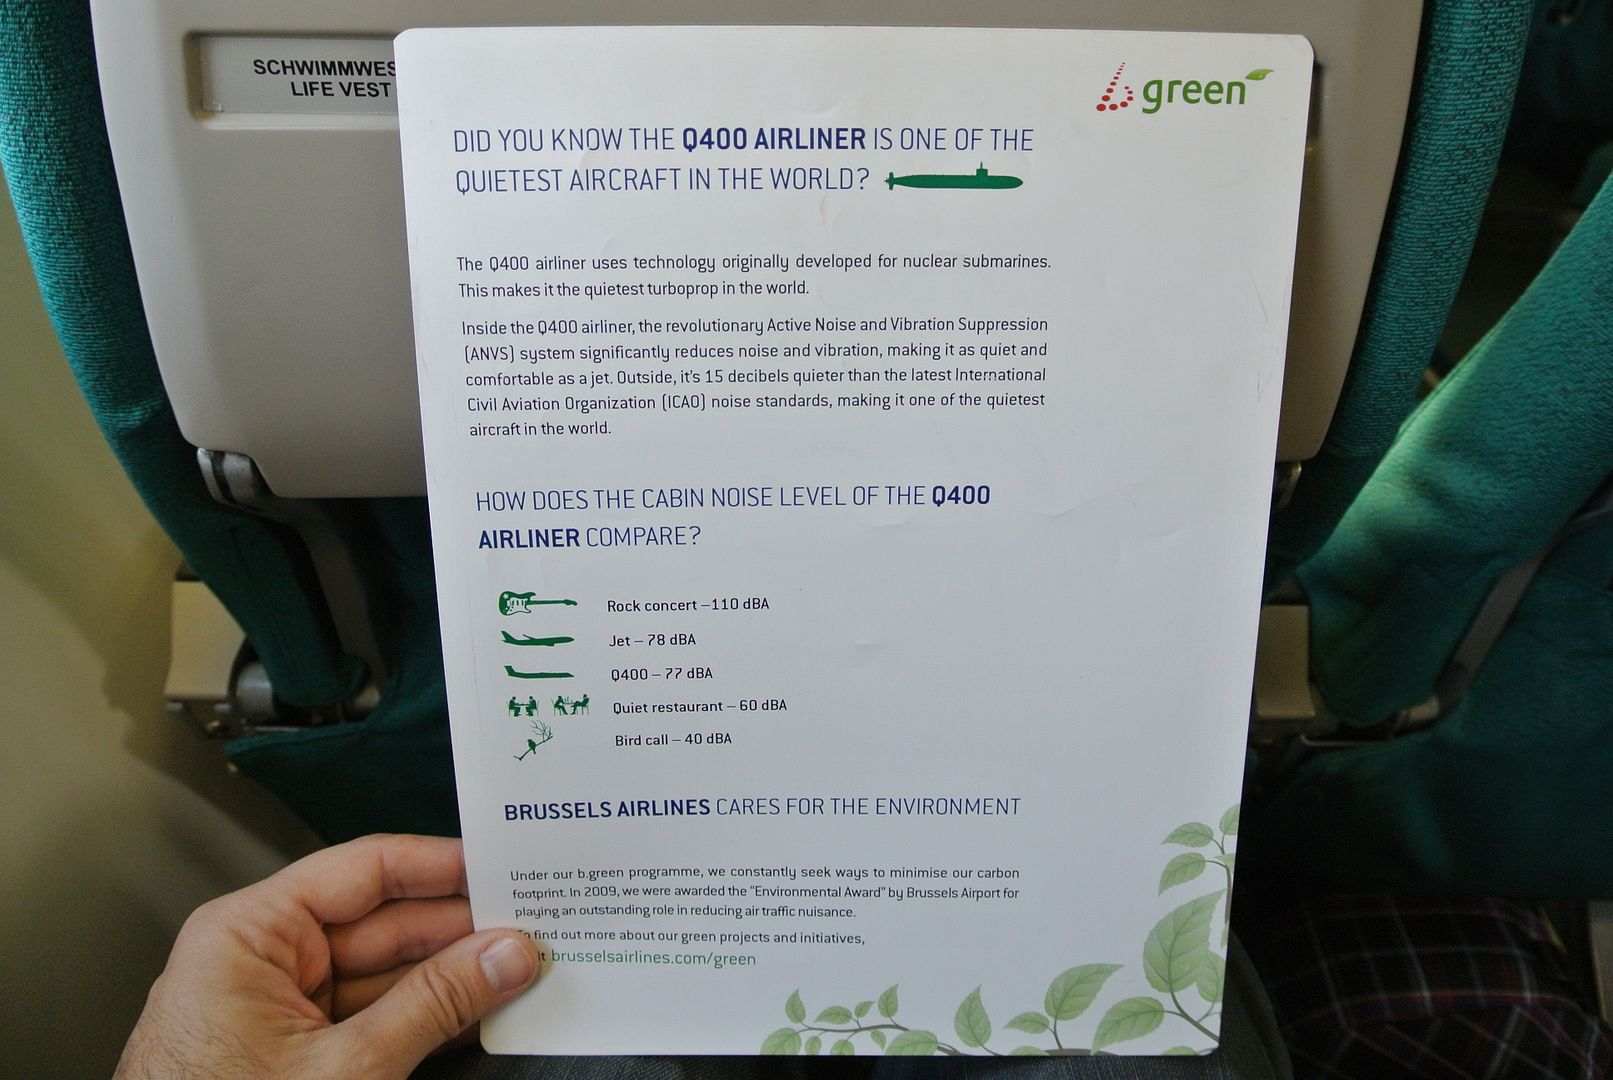 SCHWIMMWES
LIFE VEST
b green
DID YOU KNOW THE Q400 AIRLINER IS ONE OF THE
QUIETEST AIRCRAFT IN THE WORLD?
The Q400 airliner uses technology originally developed for nuclear submarines.
This makes it the quietest turboprop in the world.
Inside the Q400 airliner, the revolutionary Active Noise and Vibration Suppression
(ANVS) system significantly reduces noise and vibration, making it as quiet and
comfortable as a jet. Outside, it's 15 decibels quieter than the latest International
Civil Aviation Organization (ICAO) noise standards, making it one of the quietest
aircraft in the world.
HOW DOES THE CABIN NOISE LEVEL OF THE Q400
AIRLINER COMPARE?
Rock concert –110 dBA
Jet – 78 dBA
Q400 – 77 dBA
Quiet restaurant – 60 dBA
Bird call – 40 dBA
BRUSSELS AIRLINES CARES FOR THE ENVIRONMENT
Under our b.green programme, we constantly seek ways to minimise our carbon
footprint. In 2009, we were awarded the "Environmental Award" by Brussels Airport for
playing an outstanding role in reducing air traffic nuisance.
find out more about our green projects and initiatives,
brusselsairlines.com/green